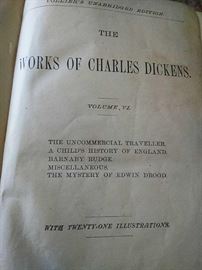 COLLIER'S UNABRIDGED EDITION.
THE
WORKS OF CHARLES DICKENS.
VOLUME VI.
THE UNCOMMERCIAL TRAVELLER.
A CHILD'S HISTORY OF ENGLAND.
BARNABY RUDGE.
MISCELLANEOUS.
THE MYSTERY OF EDWIN DROOD.
WITH TWENTY-ONE ILLUSTRATIONS.